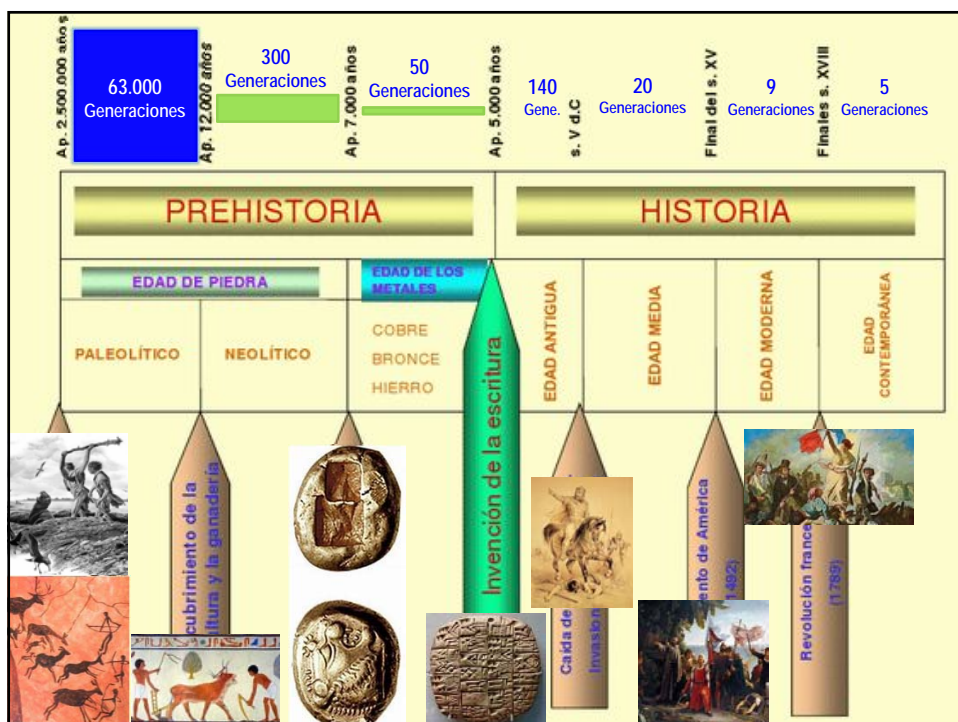 Ap. 2.500.000 años
63.000
Generaciones
Ap. 12.000 años
300
Generaciones
Ap. 7.000 años
50
Generaciones
Ap. 5.000 años
140
Gene.
s. V d.C
20
Generaciones
Final del s. XV
9
Generaciones
Finales s. XVIII
5
Generaciones
PREHISTORIA
HISTORIA
EDAD DE PIEDRA
EDAD DE LOS
METALES
PALEOLÍTICO
NEOLÍTICO
COBRE
BRONCE
HIERRO
EDAD ANTIGUA
EDAD MEDIA
EDAD MODERNA
EDAD
CONTEMPORÁNEA
cubrimiento de la
ltura y la ganadería
Invención de la escritura
Caída de
Invasion
ento de América
1492)
Revolución france
(1789)